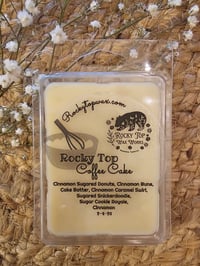 Rockytopwax.com
Rocky Top
Wax Works
Rocky Top
Coffee Cake
Cinnamon Sugared Donuts, Cinnamon Buns,
Cake Batter, Cinnamon Caramel Swirl,
Sugared Snickerdoodle,
Sugar Cookie Royale,
Cinnamon